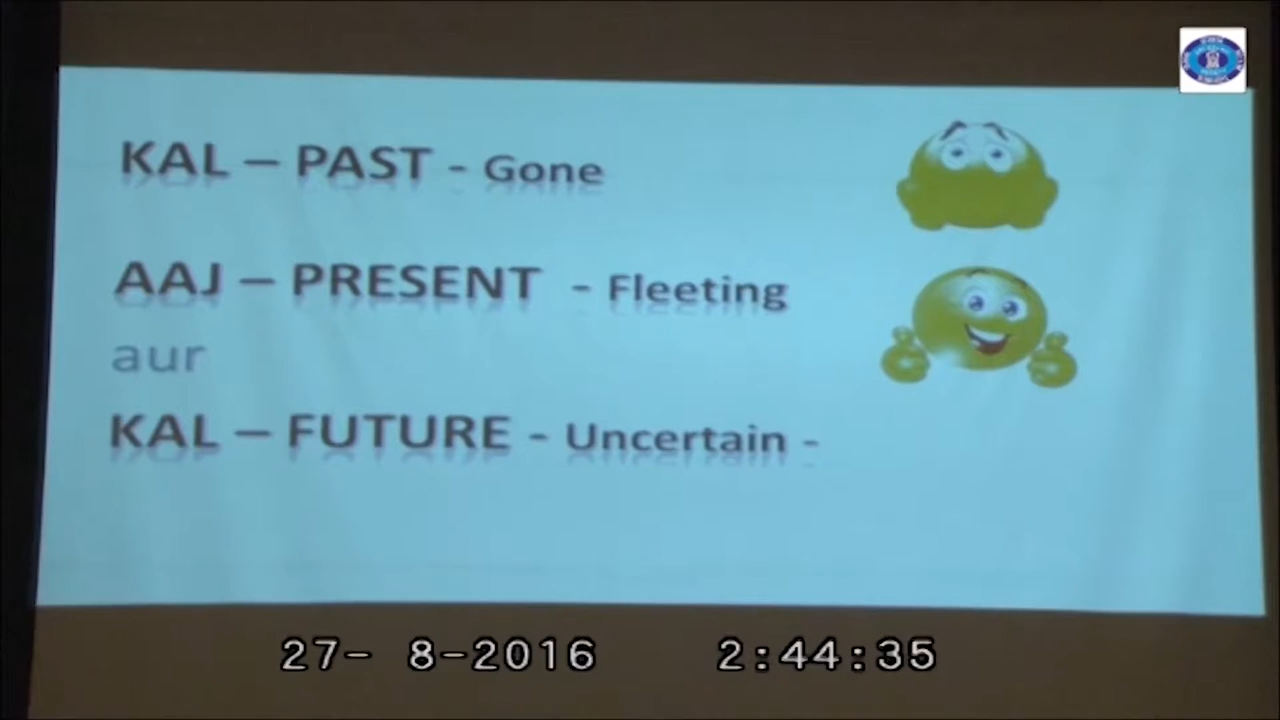 KAL – PAST - Gone
AAJ – PRESENT - Fleeting
aur
KAL – FUTURE - Uncertain -
27- 8-2016 2:44:35